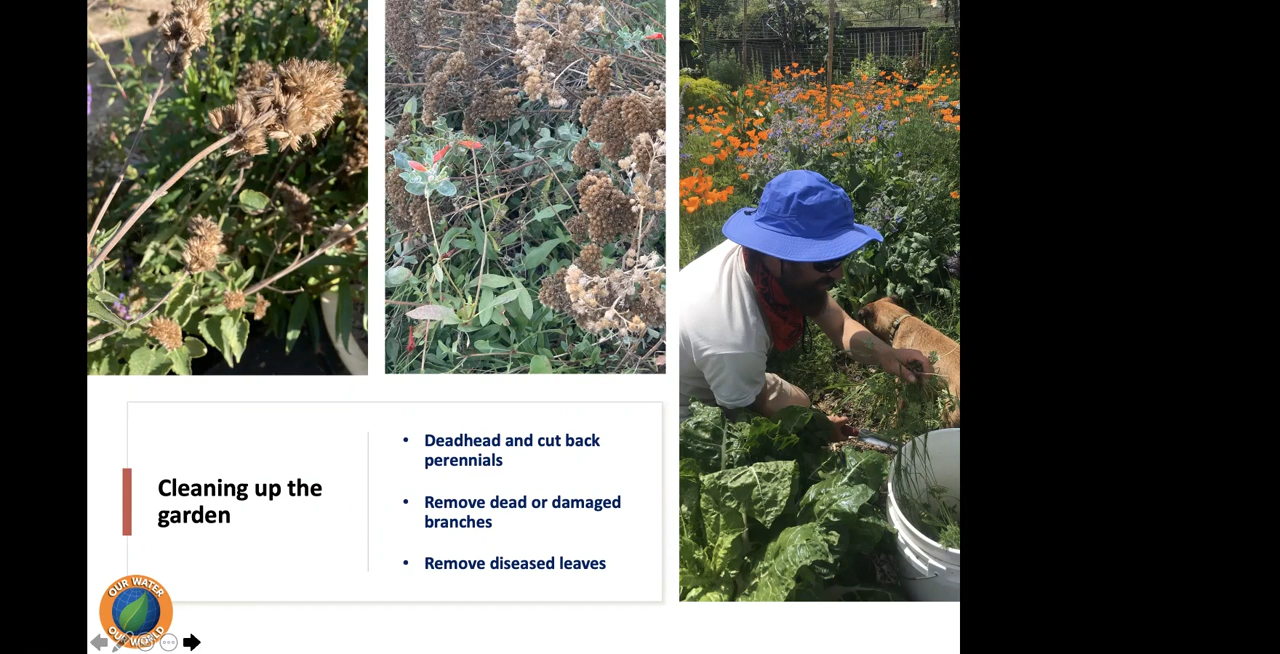 Cleaning up the
garden
• Deadhead and cut back
perennials
• Remove dead or damaged
branches
• Remove diseased leaves
OUR WATER
OUR WORLD